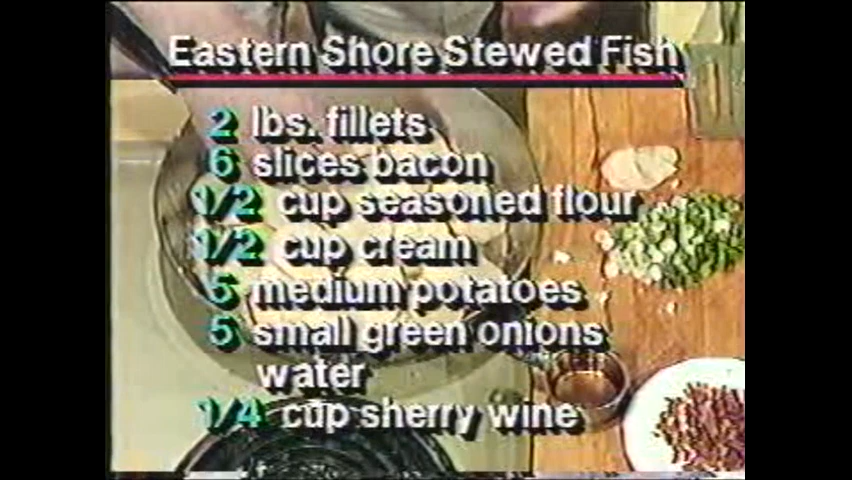 Eastern Shore Stewed Fish
2 lbs. fillets
6 slices bacon
1/2 cup seasoned flour
1/2 cup cream
5 medium potatoes
5 small green onions
water
1/4 cup sherry wine